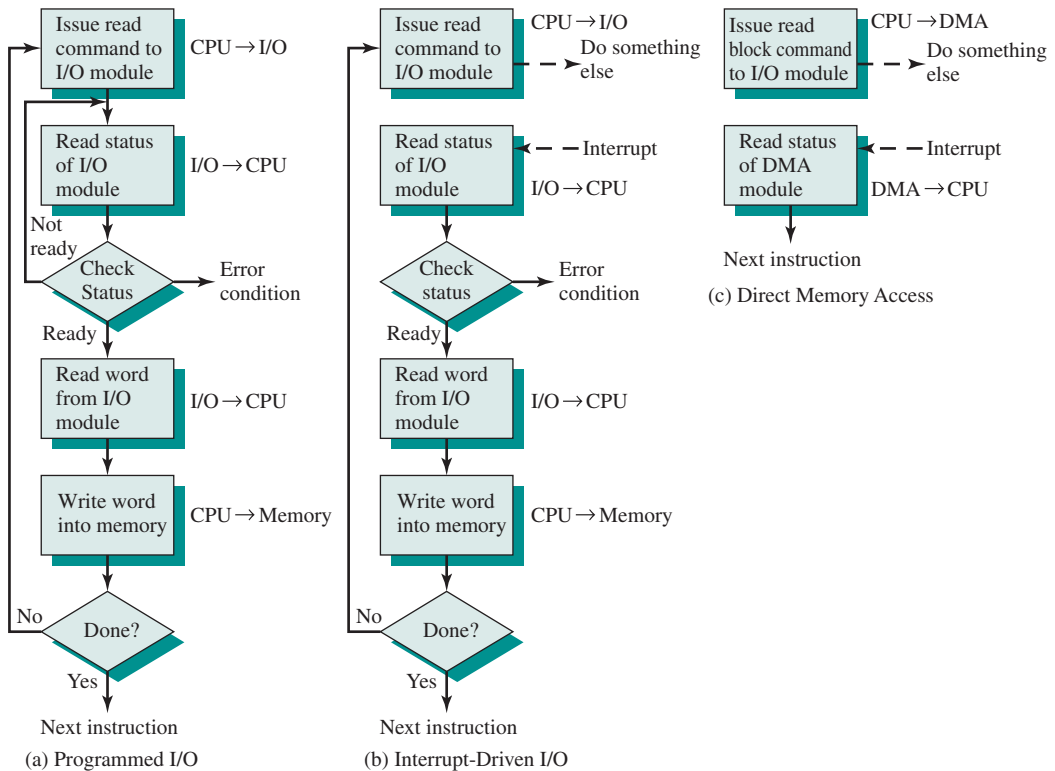 Issue read
command to
I/O module
CPU → I/O
Read status
of I/O
module
I/O → CPU
Not
ready
Check
Status
Error
condition
Ready
Read word
from I/O
module
I/O → CPU
Write word
into memory
CPU → Memory
No
Done?
Yes
Next instruction
(a) Programmed I/O
Issue read
command to
I/O module
CPU → I/O
Do something
else
Read status
of I/O
module
Interrupt
I/O → CPU
Check
status
Error
condition
Ready
Read word
from I/O
module
I/O → CPU
Write word
into memory
CPU → Memory
No
Done?
Yes
Next instruction
(b) Interrupt-Driven I/O
Issue read
block command
to I/O module
CPU → DMA
Do something
else
Read status
of DMA
module
Interrupt
DMA → CPU
Next instruction
(c) Direct Memory Access